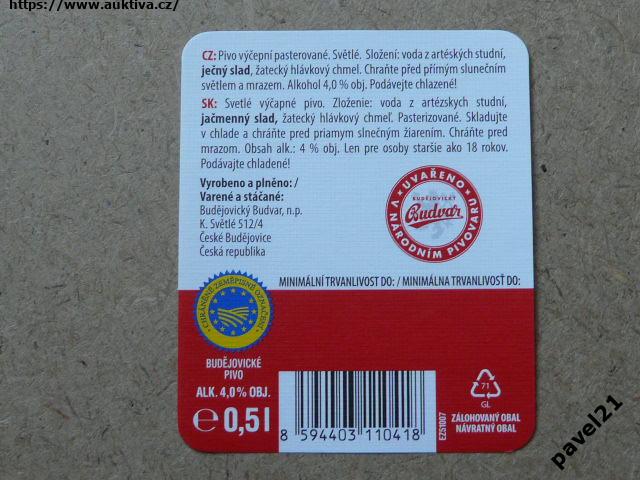 https://www.auktiva.cz/
CZ: Pivo výčepní pasterované. Světlé. Složení: voda z artéských studní,
ječný slad, žatecký hlávkový chmel. Chraňte před přímým slunečním
světlem a mrazem. Alkohol 4,0 % obj. Podávejte chlazené!
SK: Svetlé výčapné pivo. Zloženie: voda z artézskych studní,
jačmenný slad, žatecký hlávkový chmeľ. Pasterizované. Skladujte
v chlade a chráňte pred priamym slnečným žiarením. Chráňte pred
mrazom. Obsah alk.: 4 % obj. Len pre osoby staršie ako 18 rokov.
Podávajte chladené!
Vyrobeno a plněno: /
Varené a stáčané:
Budějovický Budvar, n.p.
K. Světlé 512/4
České Budějovice
Česká republika
UVAŘENO
V NÁRODNÍM PIVOVARU
BUDĚJOVICKÝ
Budvar
MINIMÁLNÍ TRVANLIVOST DO: / MINIMÁLNA TRVANLIVOSŤ DO:
CHRÁNĚNÉ ZEMĚPISNÉ OZNAČENÍ
BUDĚJOVICKÉ
PIVO
ALK. 4,0 % OBJ.
℮ 0,5 l
8 594403 110418
EZS1007
71
GL
ZÁLOHOVANÝ OBAL
NÁVRATNÝ OBAL
pavel21